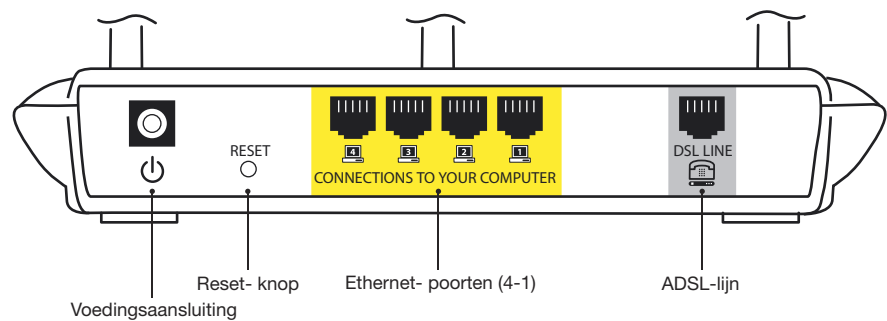 RESET
4 3 2 1
CONNECTIONS TO YOUR COMPUTER
DSL LINE
Reset- knop
Ethernet- poorten (4-1)
ADSL-lijn
Voedingsaansluiting